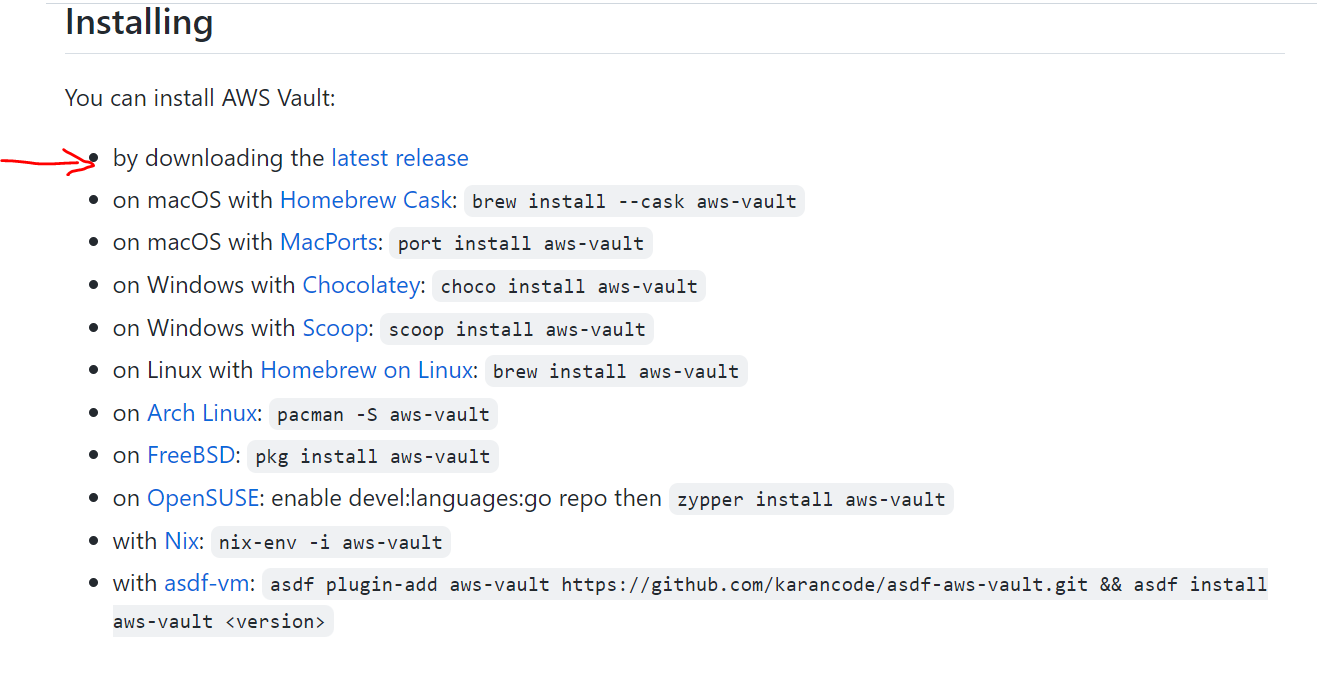 Installing
You can install AWS Vault:
by downloading the latest release
on macOS with Homebrew Cask: brew install --cask aws-vault
on macOS with MacPorts: port install aws-vault
on Windows with Chocolatey: choco install aws-vault
on Windows with Scoop: scoop install aws-vault
on Linux with Homebrew on Linux: brew install aws-vault
on Arch Linux: pacman -S aws-vault
on FreeBSD: pkg install aws-vault
on OpenSUSE: enable devel:languages:go repo then zypper install aws-vault
with Nix: nix-env -i aws-vault
with asdf-vm: asdf plugin-add aws-vault https://github.com/karancode/asdf-aws-vault.git && asdf install
aws-vault <version>